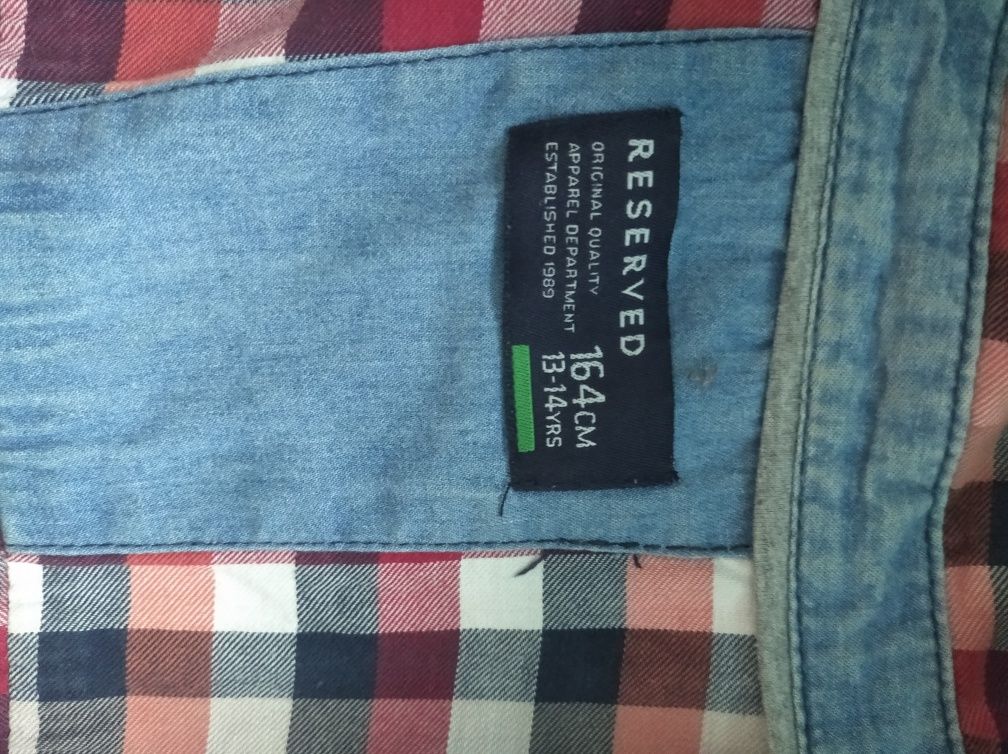 RESERVED
ORIGINAL QUALITY
APPAREL DEPARTMENT
ESTABLISHED 1989
164CM
13-14YRS